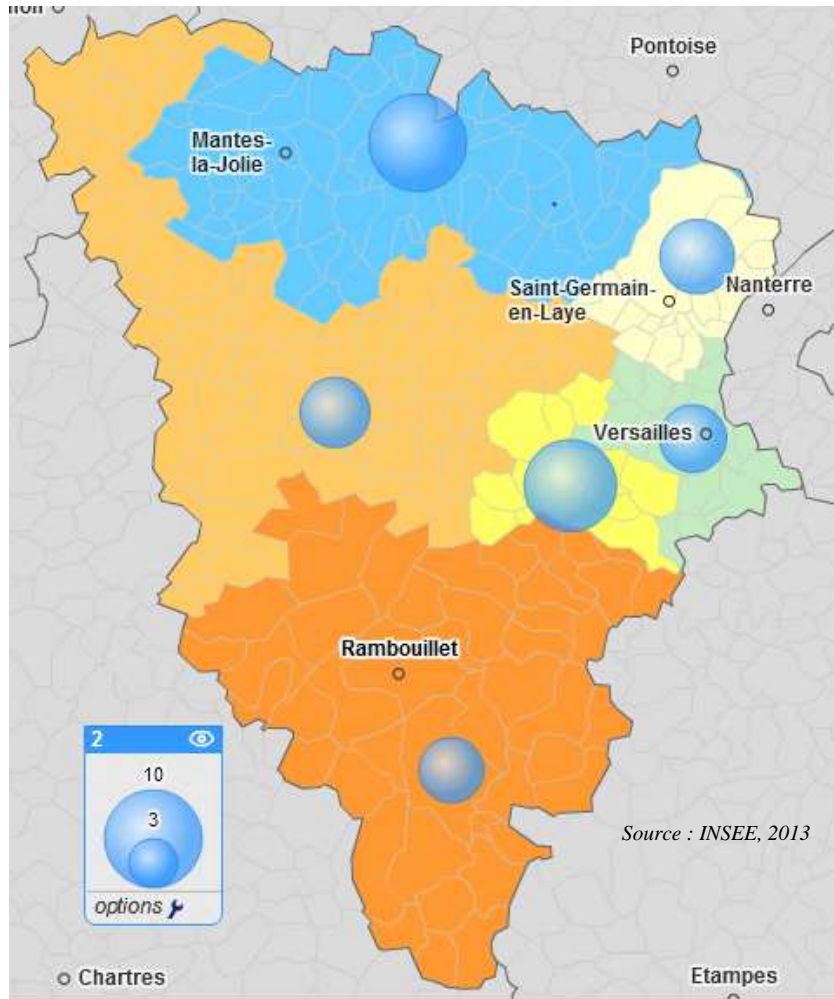 Pontoise
Mantes-
la-Jolie
Saint-Germain-
en-Laye
Nanterre
Versailles
Rambouillet
2
10
3
options
Source : INSEE, 2013
Chartres
Etampes